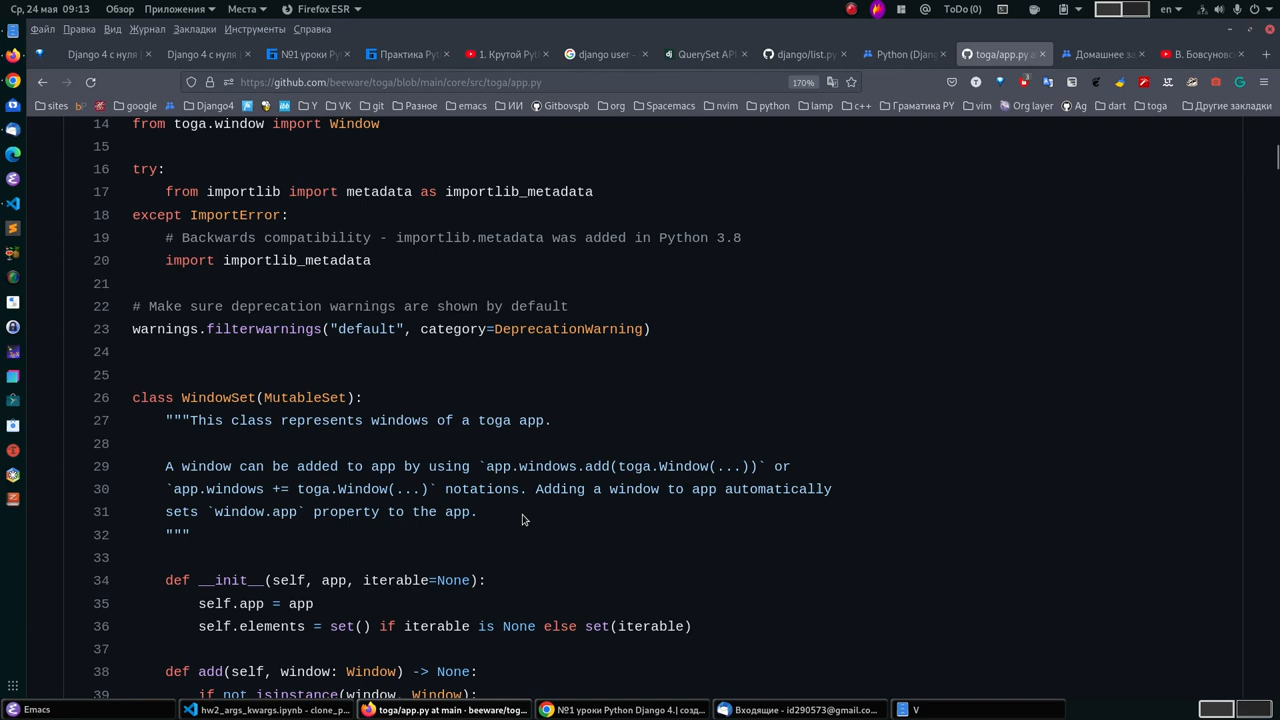 Ср, 24 мая 09:13
Обзор
Приложения
Места
Firefox ESR
ToDo(0)
en
Файл Правка Вид Журнал Закладки Инструменты Справка
Django 4 с нуля
Django 4 с нуля
№1 уроки Python
Практика Pyt
1. Крутой Pyth
django user -
QuerySet API
django/list.py
Python (Djang
toga/app.py a
Домашнее за
В. Бовсуновс
https://github.com/beeware/toga/blob/main/core/src/toga/app.py
170%
sites
google
Django4
Y
VK
git
Разное
emacs
ИИ
Gitbovspb
org
Spacemacs
nvim
python
lamp
c++
Граматика РУ
vim
Org layer
Ag
dart
toga
Другие закладки
14 from toga.window import Window
15
16 try:
17     from importlib import metadata as importlib_metadata
18 except ImportError:
19     # Backwards compatibility - importlib.metadata was added in Python 3.8
20     import importlib_metadata
21
22 # Make sure deprecation warnings are shown by default
23 warnings.filterwarnings("default", category=DeprecationWarning)
24
25
26 class WindowSet(MutableSet):
27     """This class represents windows of a toga app.
28
29     A window can be added to app by using `app.windows.add(toga.Window(...))` or
30     `app.windows += toga.Window(...)` notations. Adding a window to app automatically
31     sets `window.app` property to the app.
32     """
33
34     def __init__(self, app, iterable=None):
35         self.app = app
36         self.elements = set() if iterable is None else set(iterable)
37
38     def add(self, window: Window) -> None:
39         if not isinstance(window, Window):
Emacs
hw2_args_kwargs.ipynb - clone_p...
toga/app.py at main · beeware/tog...
№1 уроки Python Django 4.| созд...
Входящие - id290573@gmail.co...
V